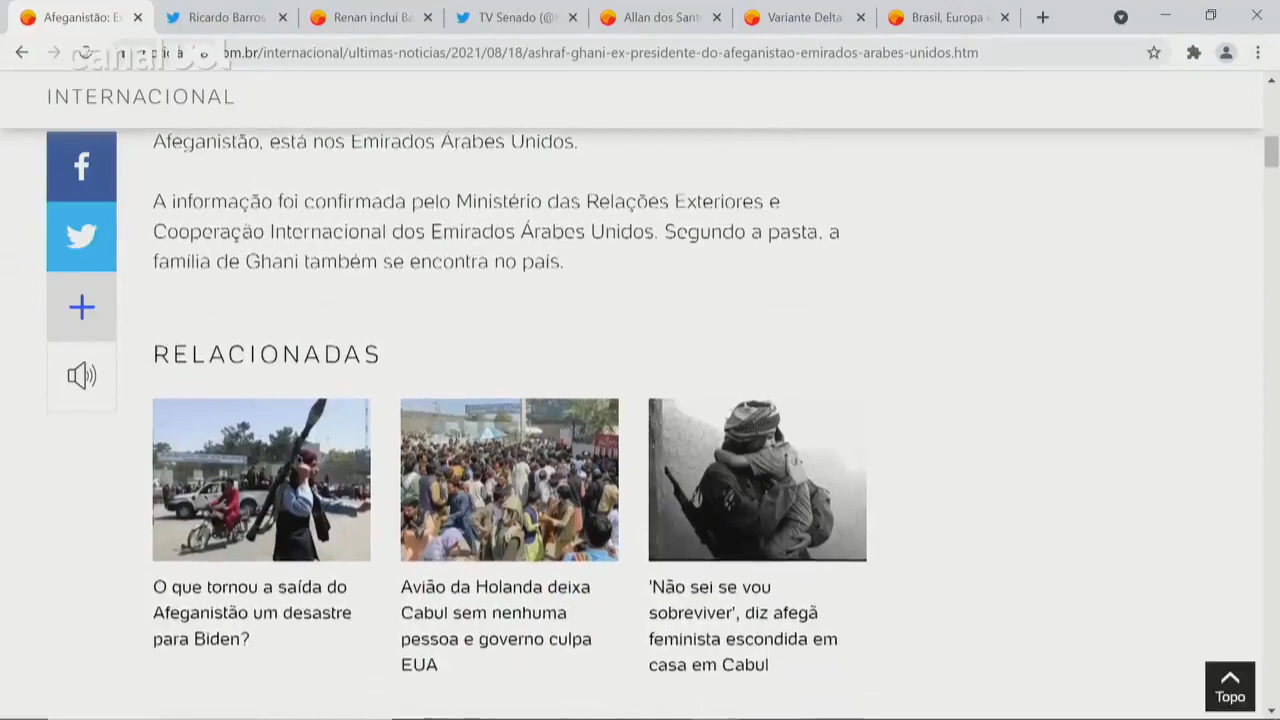 Afeganistão: E
Ricardo Barros
Renan inclui Ba
TV Senado (@
Allan dos Sant
Variante Delta:
Brasil, Europa e
.com.br/internacional/ultimas-noticias/2021/08/18/ashraf-ghani-ex-presidente-do-afeganistao-emirados-arabes-unidos.htm
INTERNACIONAL
Afeganistão, está nos Emirados Árabes Unidos.
A informação foi confirmada pelo Ministério das Relações Exteriores e
Cooperação Internacional dos Emirados Árabes Unidos. Segundo a pasta, a
família de Ghani também se encontra no país.
RELACIONADAS
O que tornou a saída do
Afeganistão um desastre
para Biden?
Avião da Holanda deixa
Cabul sem nenhuma
pessoa e governo culpa
EUA
'Não sei se vou
sobreviver', diz afegã
feminista escondida em
casa em Cabul
Topo